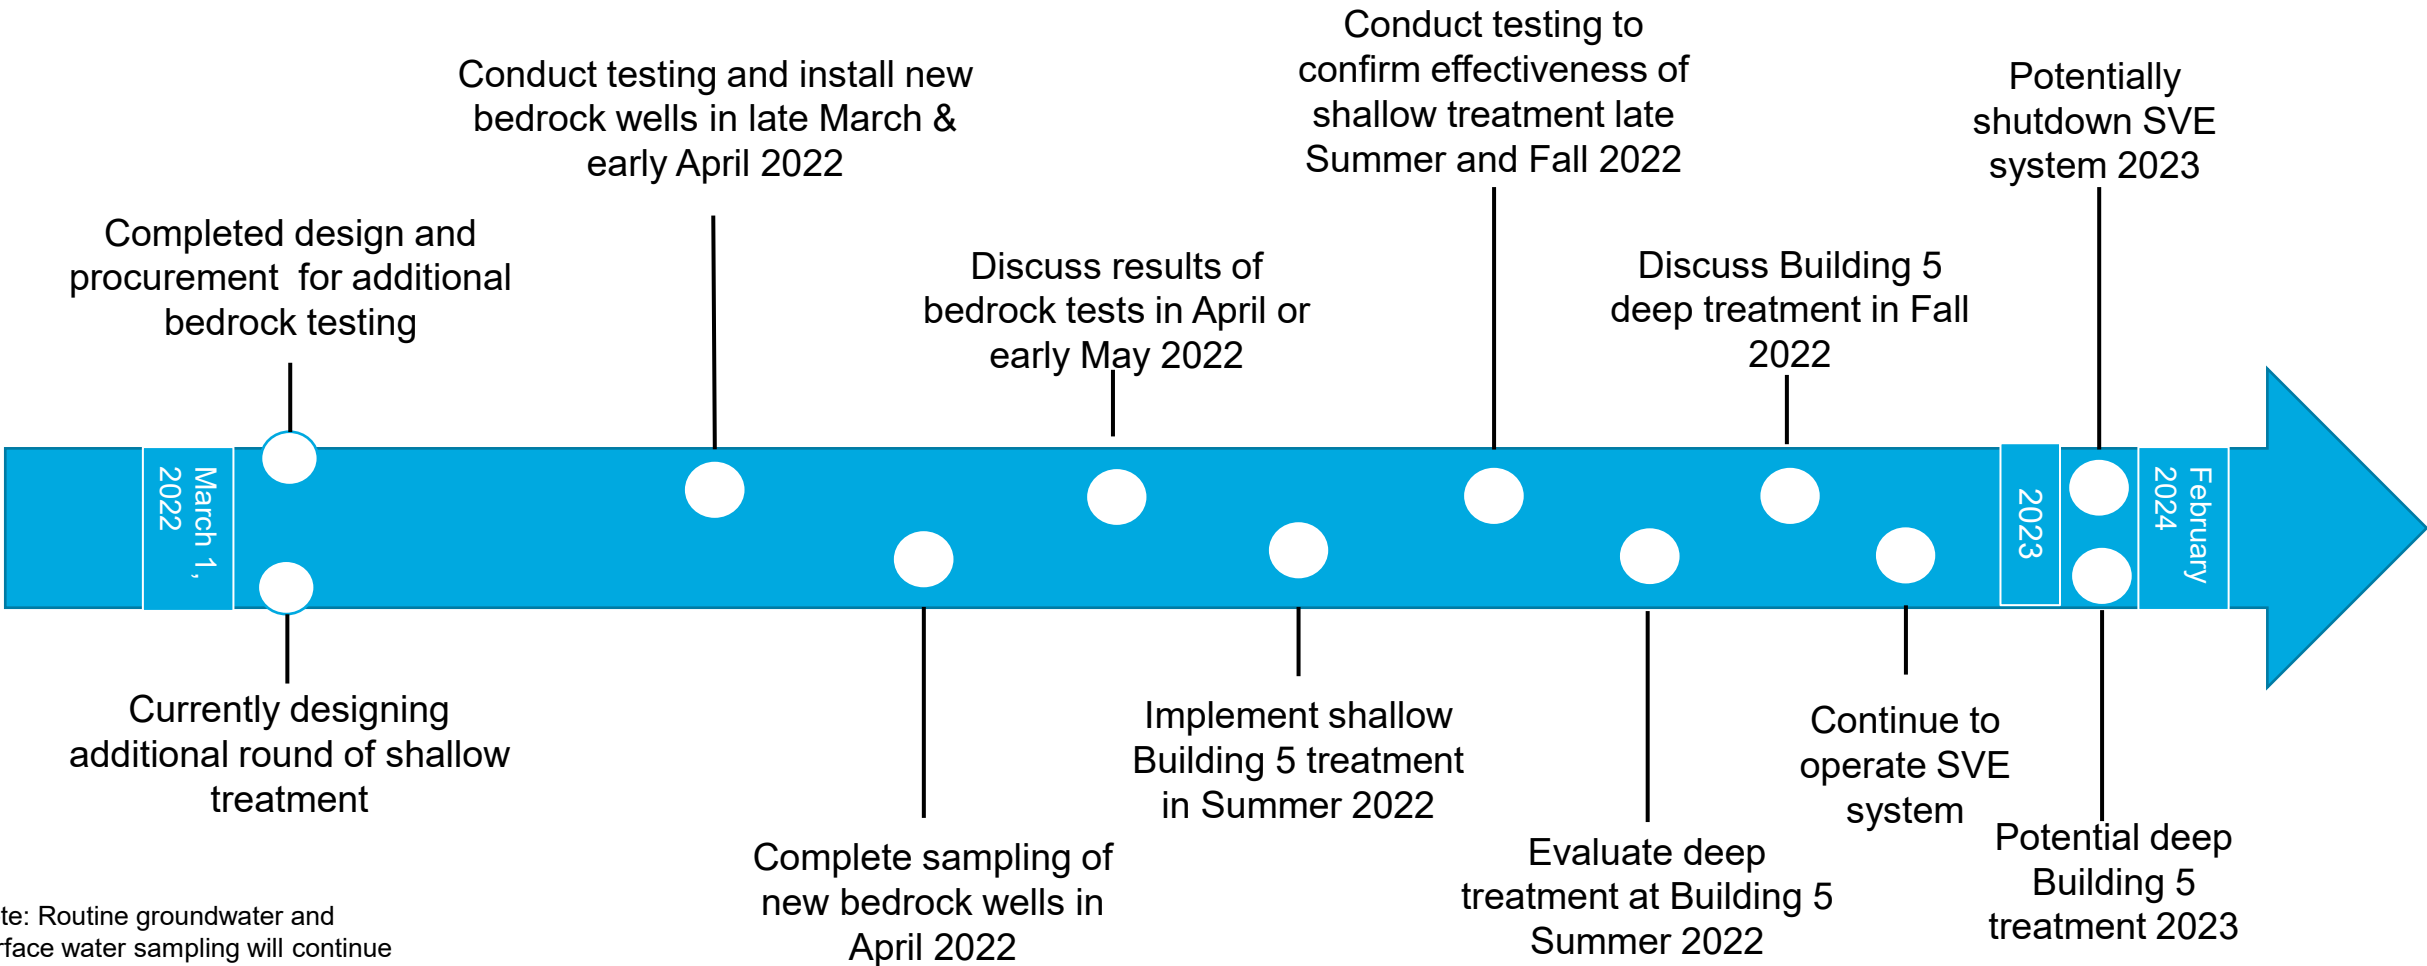 Conduct testing to
confirm effectiveness of
shallow treatment late
Summer and Fall 2022
Conduct testing and install new
bedrock wells in late March &
early April 2022
Potentially
shutdown SVE
system 2023
Completed design and
procurement  for additional
bedrock testing
Discuss results of
bedrock tests in April or
early May 2022
Discuss Building 5
deep treatment in Fall
2022
March 1,
2022
2023
February
2024
Currently designing
additional round of shallow
treatment
Complete sampling of
new bedrock wells in
April 2022
Implement shallow
Building 5 treatment
in Summer 2022
Evaluate deep
treatment at Building 5
Summer 2022
Continue to
operate SVE
system
Potential deep
Building 5
treatment 2023
te: Routine groundwater and
rface water sampling will continue